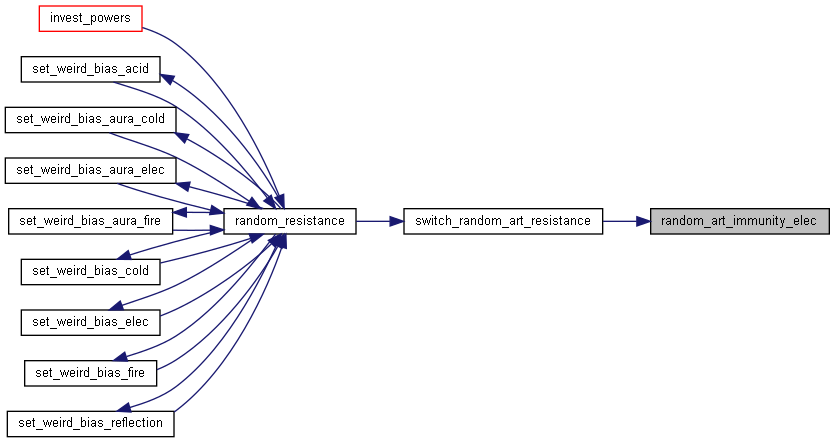 invest_powers
set_weird_bias_acid
set_weird_bias_aura_cold
set_weird_bias_aura_elec
set_weird_bias_aura_fire
random_resistance
switch_random_art_resistance
random_art_immunity_elec
set_weird_bias_cold
set_weird_bias_elec
set_weird_bias_fire
set_weird_bias_reflection